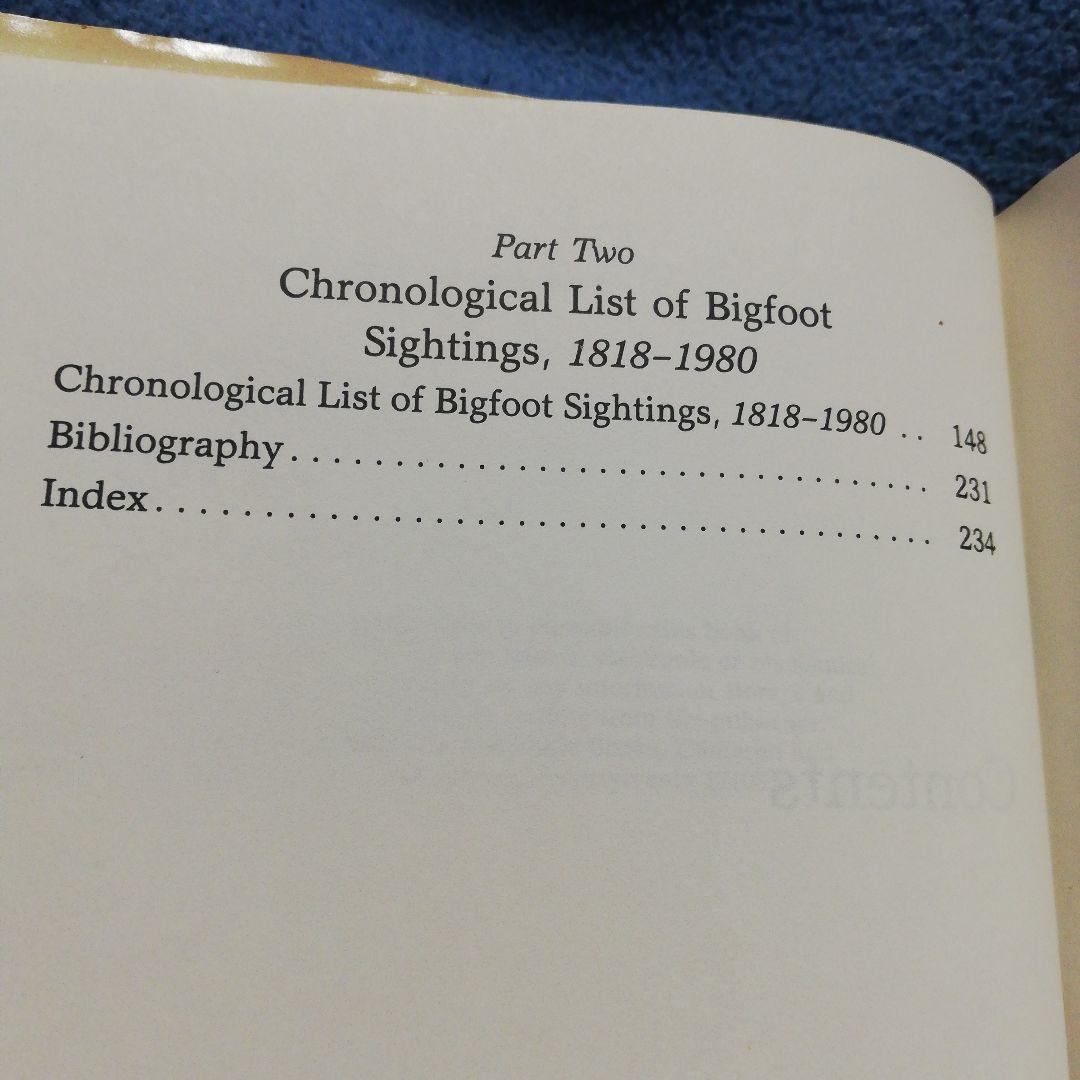 Part Two
Chronological List of Bigfoot
Sightings, 1818–1980
Chronological List of Bigfoot Sightings, 1818–1980 .. 148
Bibliography. . . . . . . . . . . . . . . . . . . . . . . . . . . . . . 231
Index. . . . . . . . . . . . . . . . . . . . . . . . . . . . . . . . . . . . 234
Contents